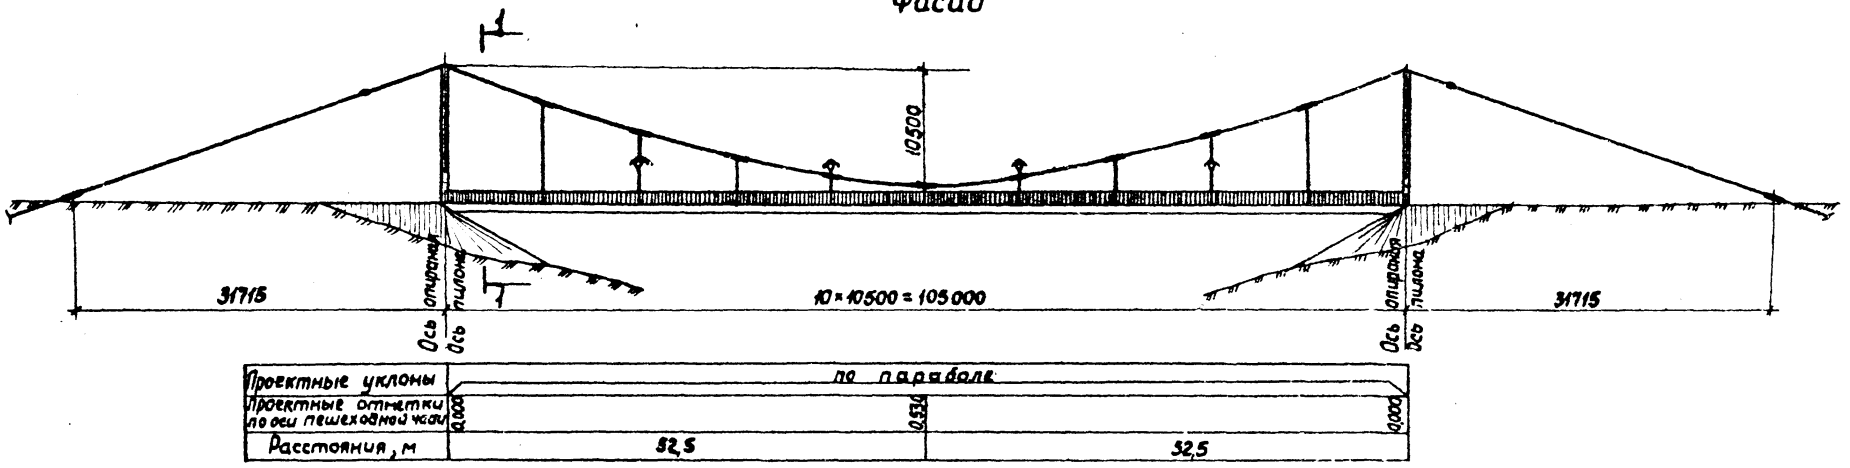 Фасад
1
10500
Ось опирания
Ось пилона
1
31715
10×10500=105000
Ось опирания
Ось пилона
31715
Проектные уклоны
по параболе
Проектные отметки
по оси пешеходной части
0,000
0,530
0,000
Расстояния, м
52,5
52,5